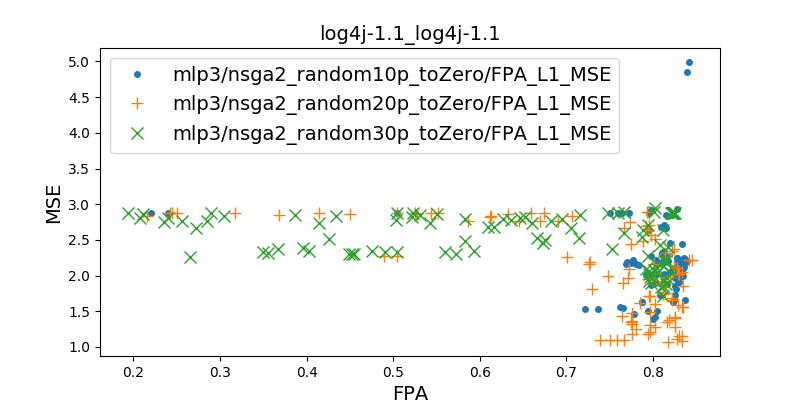 log4j-1.1_log4j-1.1
mlp3/nsga2_random10p_toZero/FPA_L1_MSE
mlp3/nsga2_random20p_toZero/FPA_L1_MSE
mlp3/nsga2_random30p_toZero/FPA_L1_MSE
MSE
5.0
4.5
4.0
3.5
3.0
2.5
2.0
1.5
1.0
0.2 0.3 0.4 0.5 0.6 0.7 0.8
FPA